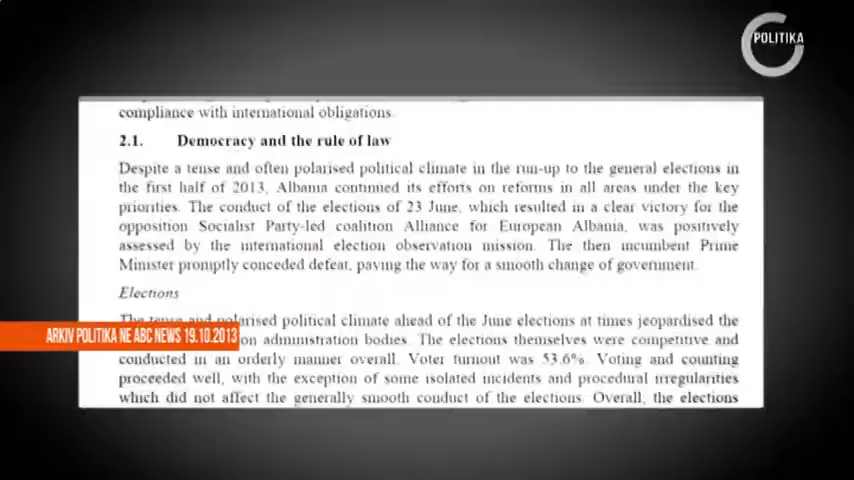 POLITIKA
compliance with international obligations.
2.1. Democracy and the rule of law
Despite a tense and often polarised political climate in the run-up to the general elections in
the first half of 2013, Albania continued its efforts on reforms in all areas under the key
priorities. The conduct of the elections of 23 June, which resulted in a clear victory for the
opposition Socialist Party-led coalition Alliance for European Albania, was positively
assessed by the international election observation mission. The then incumbent Prime
Minister promptly conceded defeat, paving the way for a smooth change of government.
Elections
The tense and polarised political climate ahead of the June elections at times jeopardised the
ARKIV POLITIKA NE ABC NEWS 19.10.2013
on administration bodies. The elections themselves were competitive and
conducted in an orderly manner overall. Voter turnout was 53.6%. Voting and counting
proceeded well, with the exception of some isolated incidents and procedural irregularities
which did not affect the generally smooth conduct of the elections. Overall, the elections